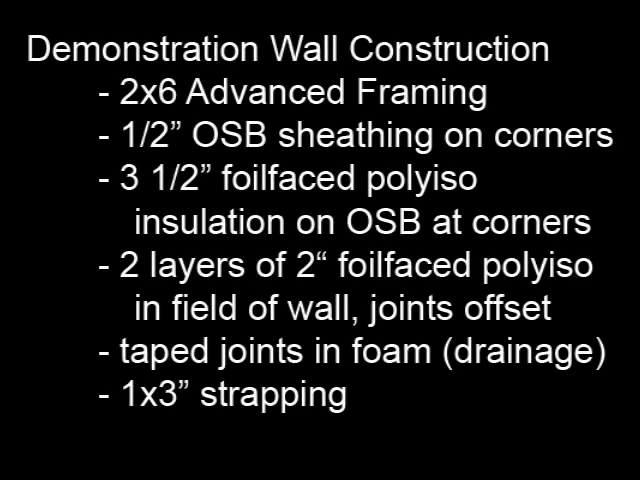 Demonstration Wall Construction
- 2x6 Advanced Framing
- 1/2” OSB sheathing on corners
- 3 1/2” foilfaced polyiso
insulation on OSB at corners
- 2 layers of 2“ foilfaced polyiso
in field of wall, joints offset
- taped joints in foam (drainage)
- 1x3” strapping